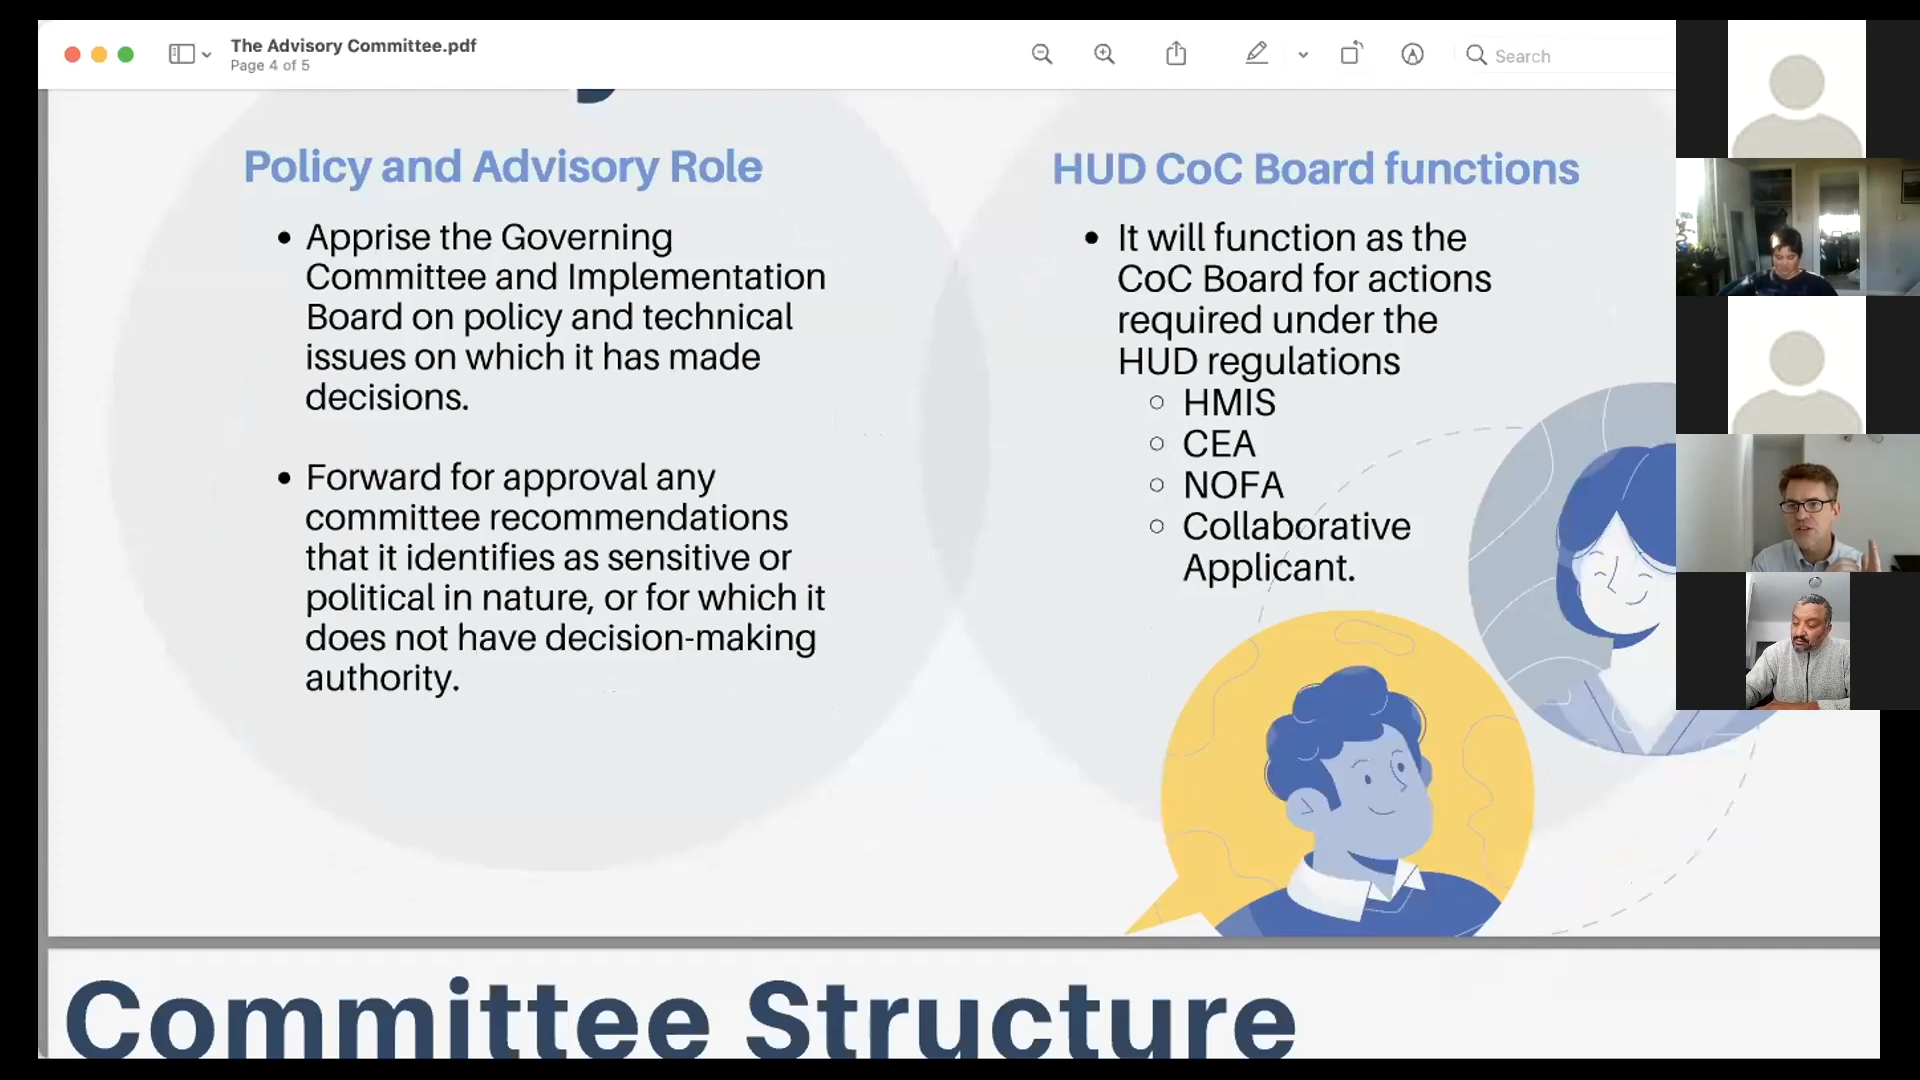 The Advisory Committee.pdf
Page 4 of 5
Search
Policy and Advisory Role
Apprise the Governing
Committee and Implementation
Board on policy and technical
issues on which it has made
decisions.
Forward for approval any
committee recommendations
that it identifies as sensitive or
political in nature, or for which it
does not have decision-making
authority.
HUD CoC Board functions
It will function as the
CoC Board for actions
required under the
HUD regulations
HMIS
CEA
NOFA
Collaborative
Applicant.
Committee Structure